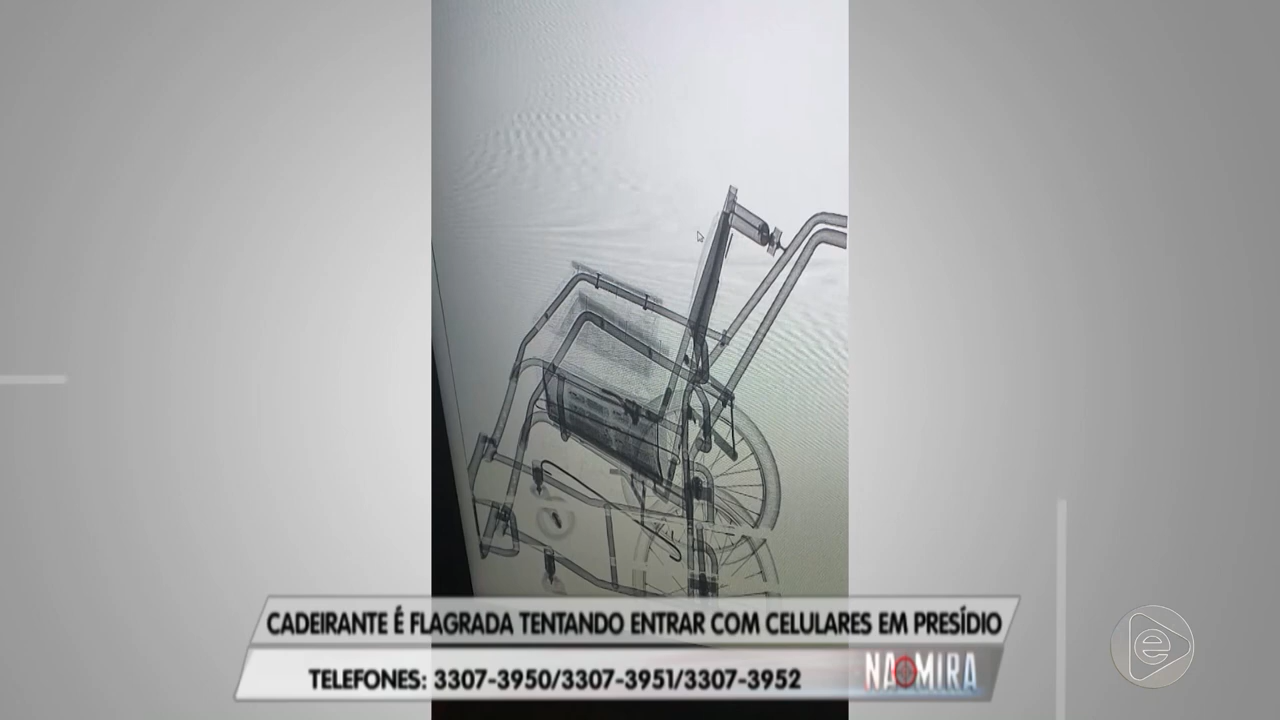 CADEIRANTE É FLAGRADA TENTANDO ENTRAR COM CELULARES EM PRESÍDIO
TELEFONES: 3307-3950/3307-3951/3307-3952 NA MIRA
e